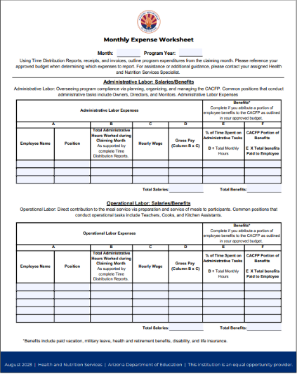 Monthly Expense Worksheet
Month: Program Year:
Using Time Distribution Reports, receipts, and invoices, outline program expenditures from the claiming month. Please reference your
approved budget when determining which expenses to report. For assistance or additional guidance, please contact your assigned Health
and Nutrition Services Specialist.
Administrative Labor: Salaries/Benefits
Administrative Labor: Overseeing program compliance via planning, organizing, and managing the CACFP. Common positions that conduct
administrative tasks include Owners, Directors, and Monitors. Administrative Labor Expenses
Administrative Labor Expenses
Benefits*
Complete if you attribute a portion of
employee benefits to the CACFP as outlined
in your approved budget.
A B C D E F
Employee Name
Position
Total Administrative
Hours Worked during
Claiming Month
As supported by
complete Time
Distribution Reports.
Hourly Wage
Gross Pay
(Column B x C)
% of Time Spent on
Administrative Tasks
B ÷ Total Monthly
Hours
CACFP Portion of
Benefits
E X Total benefits
Paid to Employee
Total Salaries: Total Benefits:
Operational Labor: Salaries/Benefits
Operational Labor: Direct contribution to the meal service via preparation and service of meals to participants. Common positions that
conduct operational tasks include Teachers, Cooks, and Kitchen Assistants.
Operational Labor Expenses
Benefits*
Complete if you attribute a portion of
employee benefits to the CACFP as outlined
in your approved budget.
A B C D E F
Employee Name
Position
Total Administrative
Hours Worked during
Claiming Month
As supported by
complete Time
Distribution Reports.
Hourly Wage
Gross Pay
(Column B x C)
% of Time Spent on
Administrative Tasks
B ÷ Total Monthly
Hours
CACFP Portion of
Benefits
E X Total benefits
Paid to Employee
Total Salaries: Total Benefits:
*Benefits include paid vacation, military leave, health and retirement benefits, disability, and life insurance.
August 2023 | Health and Nutrition Services | Arizona Department of Education | This institution is an equal opportunity provider.